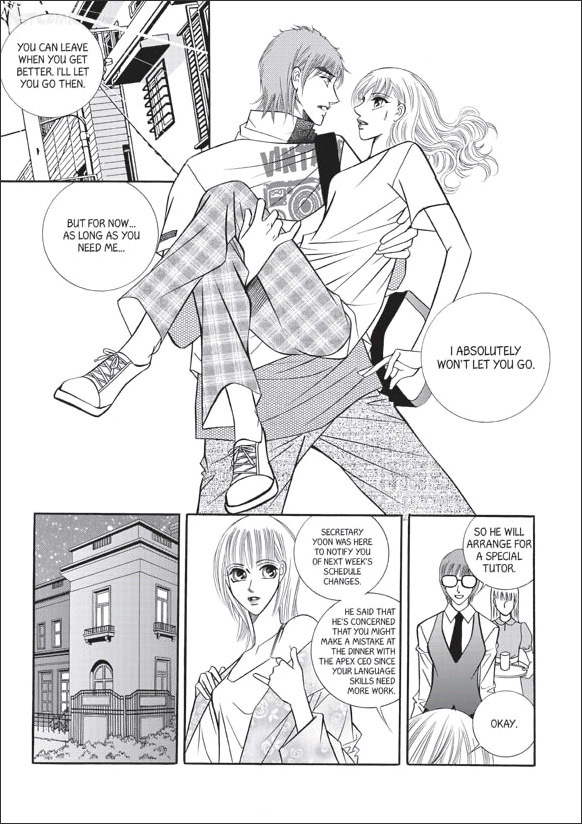 YOU CAN LEAVE
WHEN YOU GET
BETTER. I'LL LET
YOU GO THEN.
VINTA
BUT FOR NOW...
AS LONG AS YOU
NEED ME...
I ABSOLUTELY
WON'T LET YOU GO.
SECRETARY
YOON WAS HERE
TO NOTIFY YOU
OF NEXT WEEK'S
SCHEDULE
CHANGES.
HE SAID THAT
HE'S CONCERNED
THAT YOU MIGHT
MAKE A MISTAKE AT
THE DINNER WITH
THE APEX CEO SINCE
YOUR LANGUAGE
SKILLS NEED
MORE WORK.
SO HE WILL
ARRANGE FOR
A SPECIAL
TUTOR.
OKAY.